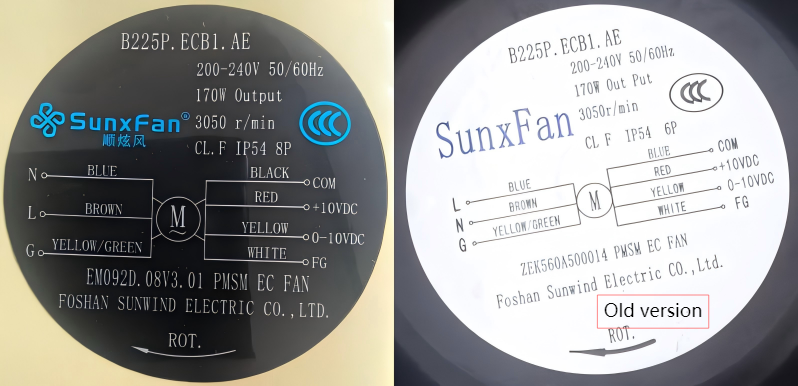 B225P.ECB1.AE
200-240V 50/60Hz
170W Output
SunxFan®
顺炫风
3050 r/min
CL.F IP54 8P
N BLUE
L BROWN
G YELLOW/GREEN
M
BLACK COM
RED +10VDC
YELLOW 0-10VDC
WHITE FG
EM092D.08V3.01 PMSM EC FAN
FOSHAN SUNWIND ELECTRIC CO.,LTD.
ROT.
B225P.ECB1.AE
200-240V 50/60Hz
170W Out Put
SunxFan
3050r/min
CL F IP54 6P
L BLUE
N BROWN
G YELLOW/GREEN
M
BLUE COM
RED +10VDC
YELLOW 0-10VDC
WHITE FG
ZEK560A500014 PMSM EC FAN
Foshan Sunwind Electric CO.,Ltd.
Old version
ROT.